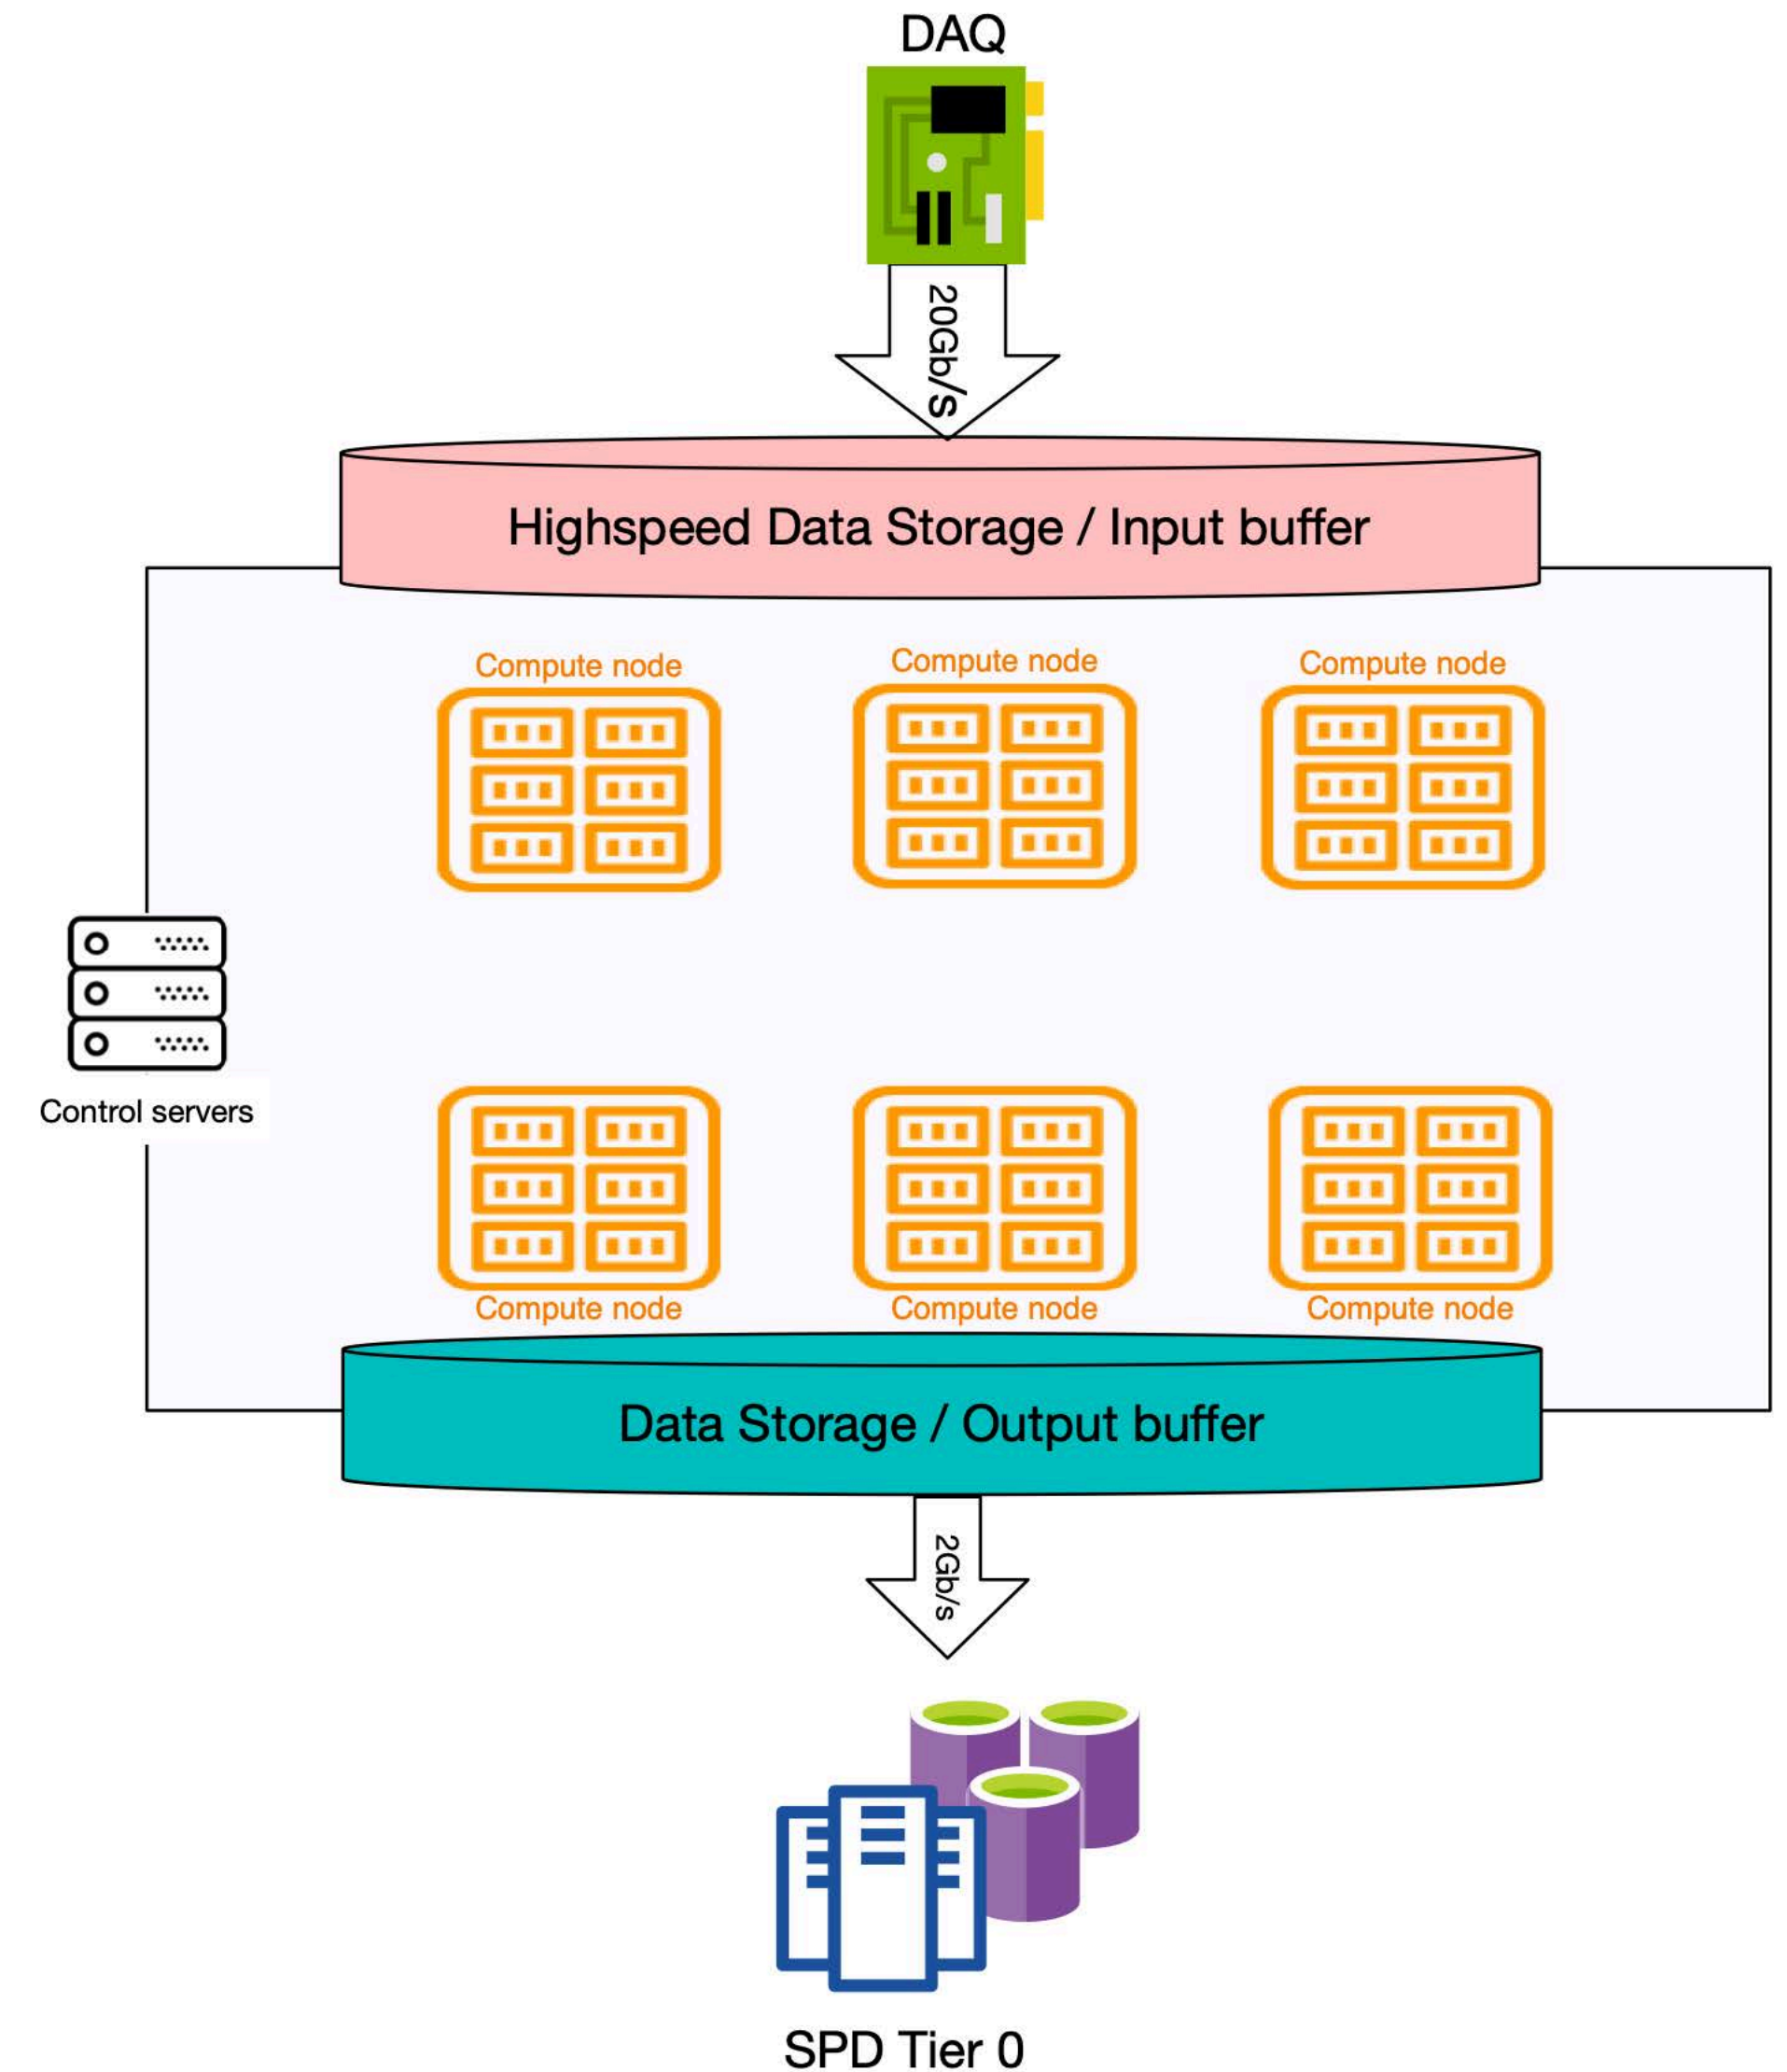 DAQ
20Gb/s
Highspeed Data Storage / Input buffer
Compute node
Compute node
Compute node
Control servers
Compute node
Compute node
Compute node
Data Storage / Output buffer
2Gb/s
SPD Tier 0